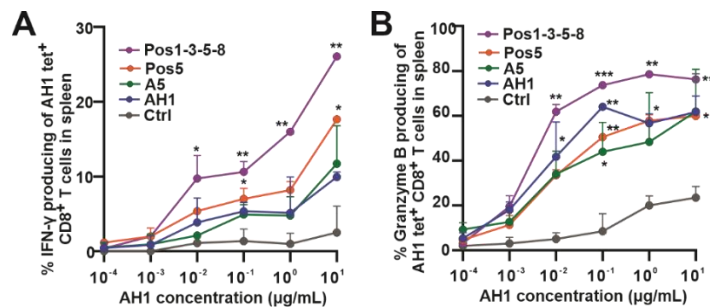 A
% IFN-γ producing of AH1 tet⁺
CD8⁺ T cells in spleen
30
20
10
0
Pos1-3-5-8
Pos5
A5
AH1
Ctrl
*
**
*
**
**
*
10⁻⁴ 10⁻³ 10⁻² 10⁻¹ 10⁰ 10¹
AH1 concentration (µg/mL)
B
% Granzyme B producing of
AH1 tet⁺ CD8⁺ T cells in spleen
100
80
60
40
20
0
Pos1-3-5-8
Pos5
A5
AH1
Ctrl
**
*
***
**
**
*
**
*
**
*
10⁻⁴ 10⁻³ 10⁻² 10⁻¹ 10⁰ 10¹
AH1 concentration (µg/mL)